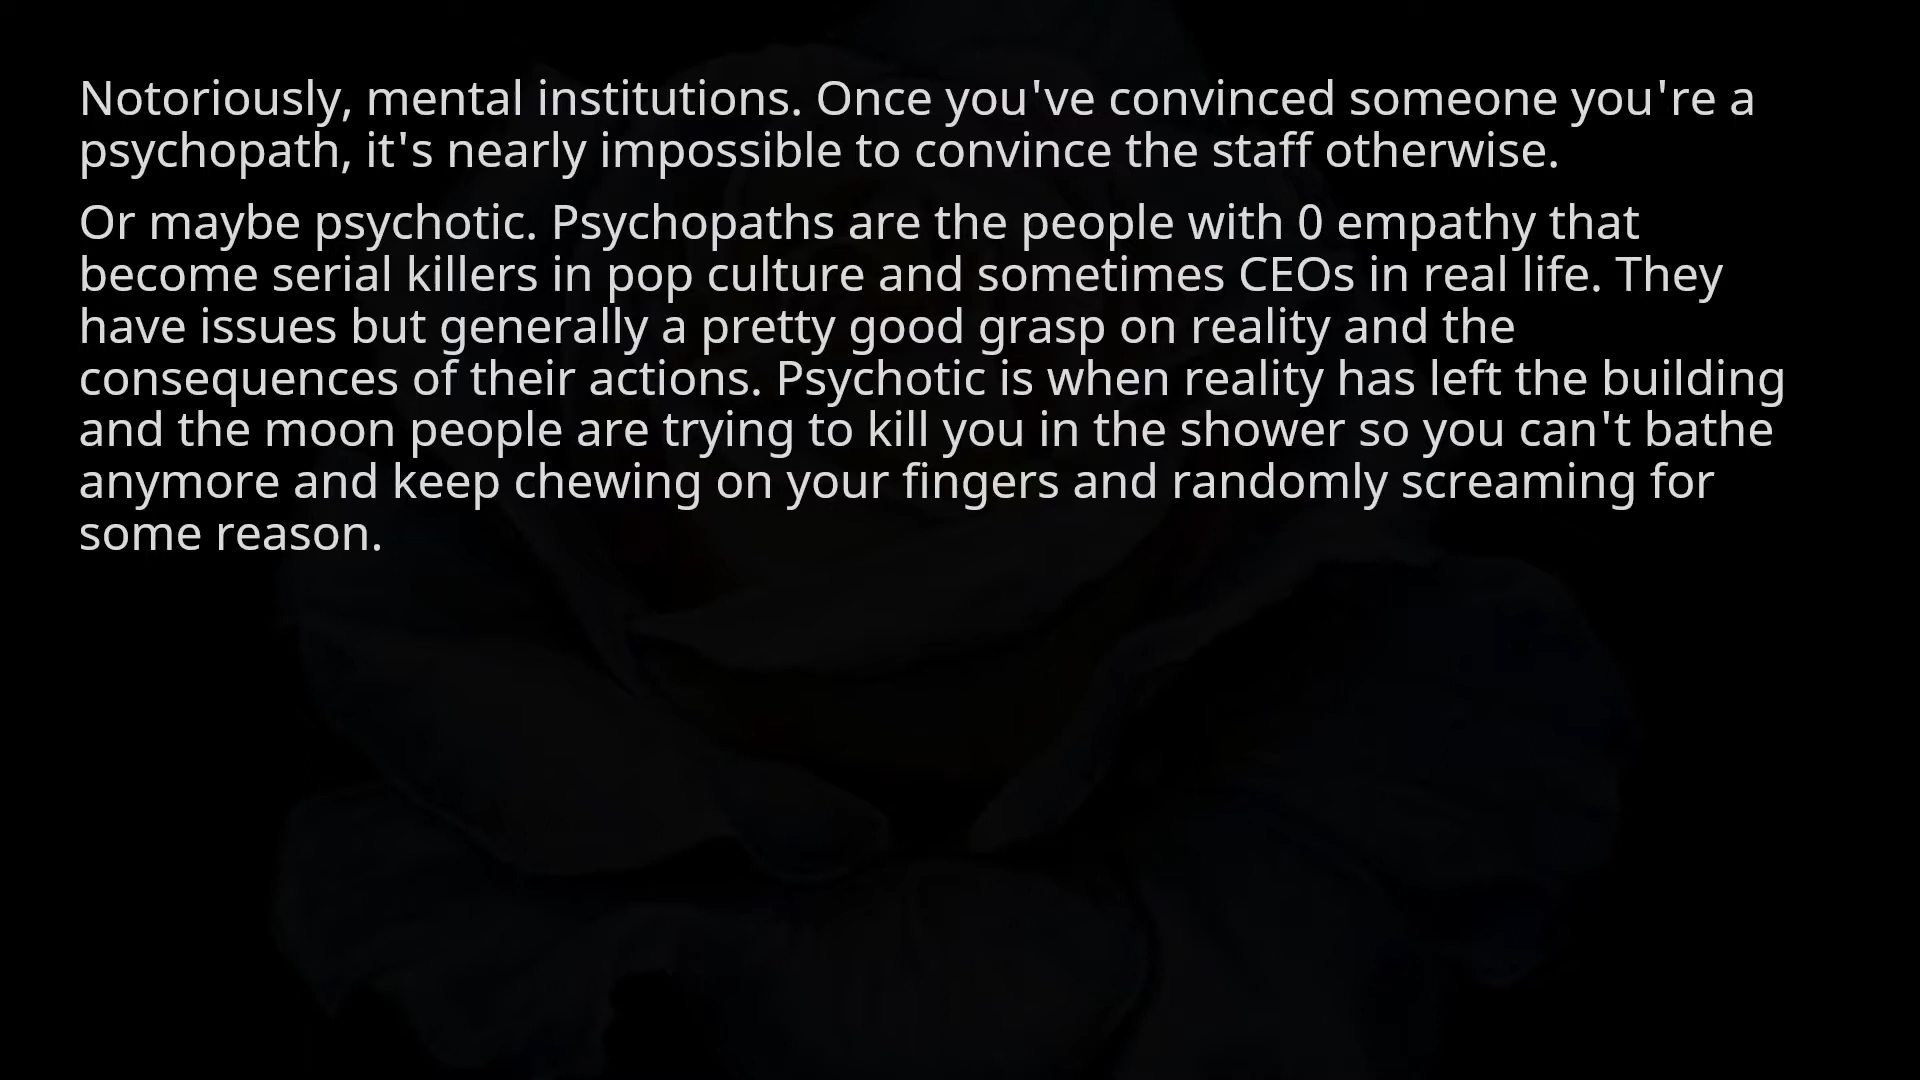 Notoriously, mental institutions. Once you've convinced someone you're a
psychopath, it's nearly impossible to convince the staff otherwise.
Or maybe psychotic. Psychopaths are the people with 0 empathy that
become serial killers in pop culture and sometimes CEOs in real life. They
have issues but generally a pretty good grasp on reality and the
consequences of their actions. Psychotic is when reality has left the building
and the moon people are trying to kill you in the shower so you can't bathe
anymore and keep chewing on your fingers and randomly screaming for
some reason.